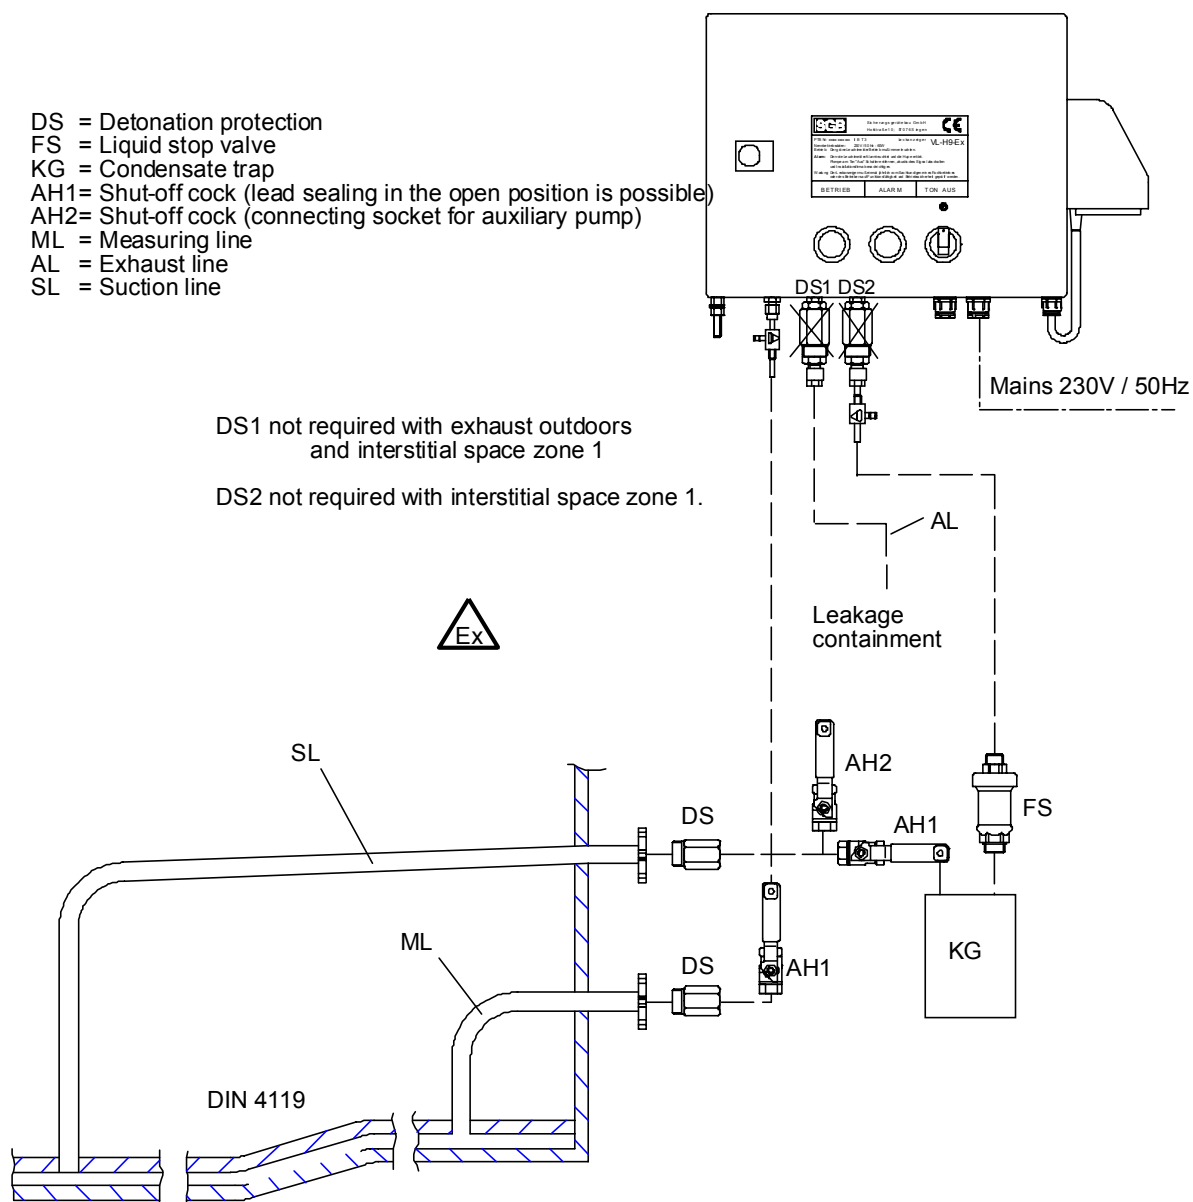 DS = Detonation protection
FS = Liquid stop valve
KG = Condensate trap
AH1= Shut-off cock (lead sealing in the open position is possible)
AH2= Shut-off cock (connecting socket for auxiliary pump)
ML = Measuring line
AL = Exhaust line
SL = Suction line
SGB
CE
VL-H9-Ex
BETRIEB ALARM TON AUS
DS1 DS2
Mains 230V / 50Hz
DS1 not required with exhaust outdoors
and interstitial space zone 1
DS2 not required with interstitial space zone 1.
AL
Leakage
containment
Ex
SL
AH2
DS
AH1
FS
ML
DS
AH1
KG
DIN 4119